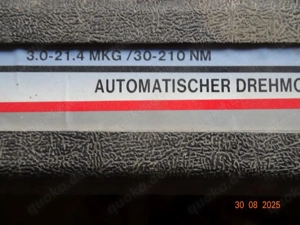 3.0-21.4 MKG /30-210 NM
AUTOMATISCHER DREHMO
30 08 2025